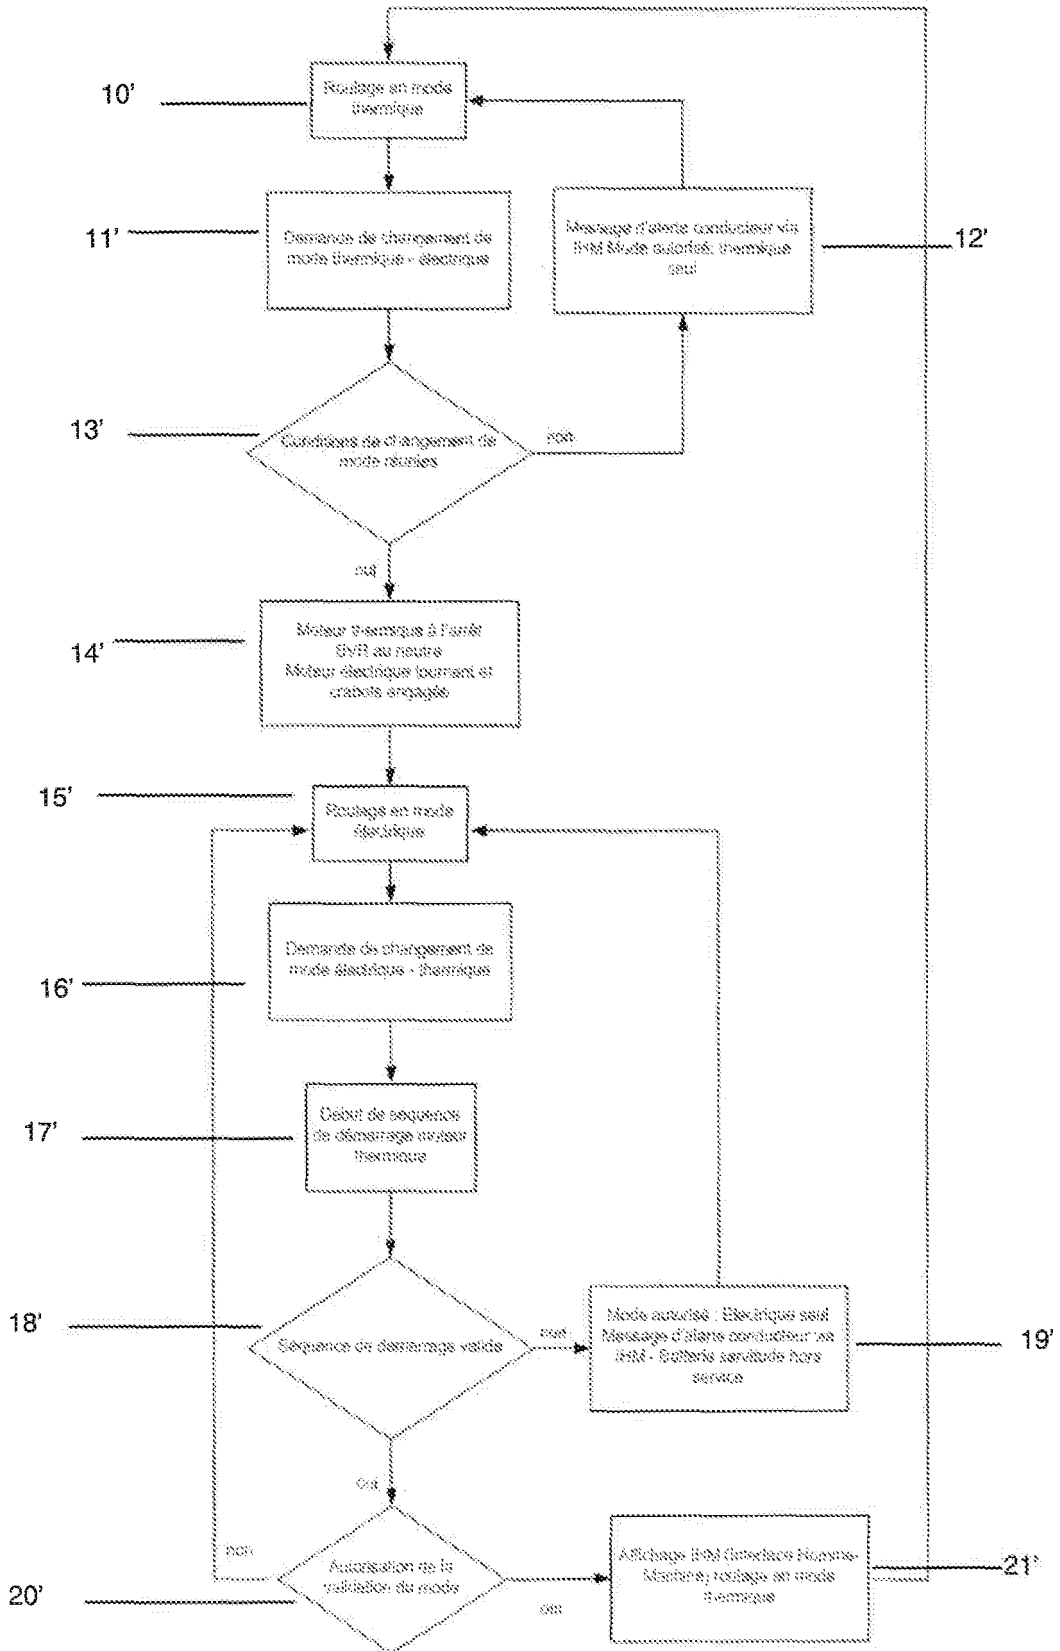 10'
Roulage en mode
thermique
11'
Demande de changement de
mode thermique - électrique
Message d'alerte conducteur via
IHM Mode autorisé: thermique
seul
12'
13'
Conditions de changement de
mode réunies
non
oui
14'
Moteur thermique à l'arrêt
BVR au neutre
Moteur électrique tournant et
crabots engagés
15'
Roulage en mode
électrique
16'
Demande de changement de
mode électrique - thermique
17'
Début de séquence
de démarrage moteur
thermique
18'
Séquence de démarrage valide
non
Mode autorisé : Electrique seul
Message d'alerte conducteur via
IHM - Batterie servitude hors
service
19'
oui
non
20'
Autorisation de la
validation du mode
oui
Affichage IHM (Interface Homme-
Machine) roulage en mode
thermique
21'